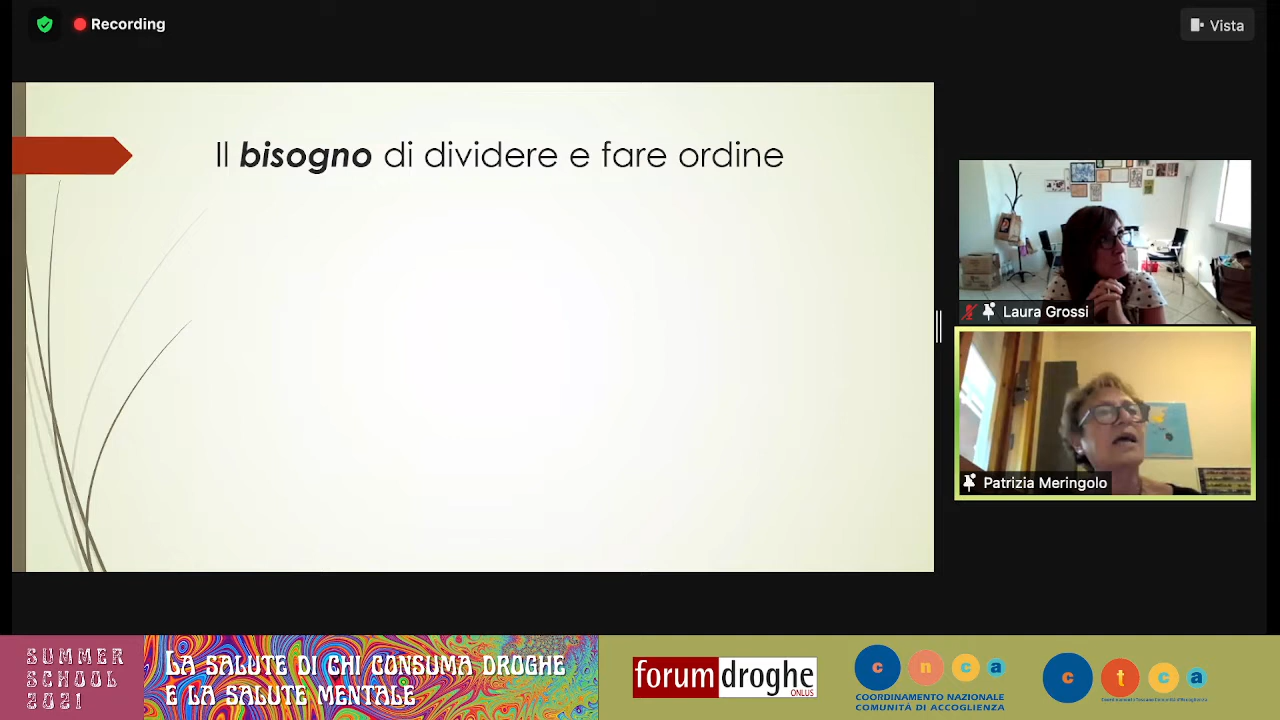 Recording
Vista
Il bisogno di dividere e fare ordine
Laura Grossi
Patrizia Meringolo
SUMMER
SCHOOL
2021
LA SALUTE DI CHI CONSUMA DROGHE
E LA SALUTE MENTALE
forumdroghe
ONLUS
c n c a
COORDINAMENTO NAZIONALE
COMUNITÀ DI ACCOGLIENZA
c t c a